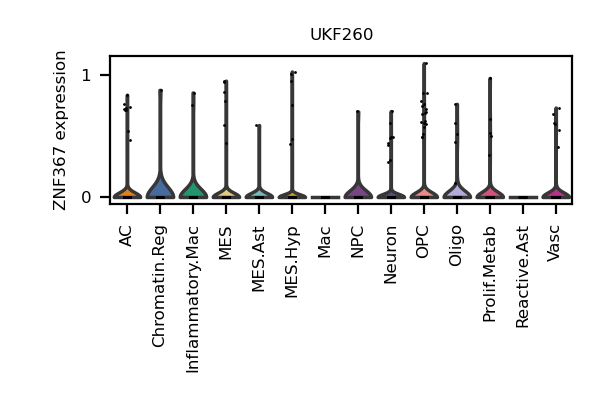 UKF260
ZNF367 expression
1
0
AC
Chromatin.Reg
Inflammatory.Mac
MES
MES.Ast
MES.Hyp
Mac
NPC
Neuron
OPC
Oligo
Prolif.Metab
Reactive.Ast
Vasc